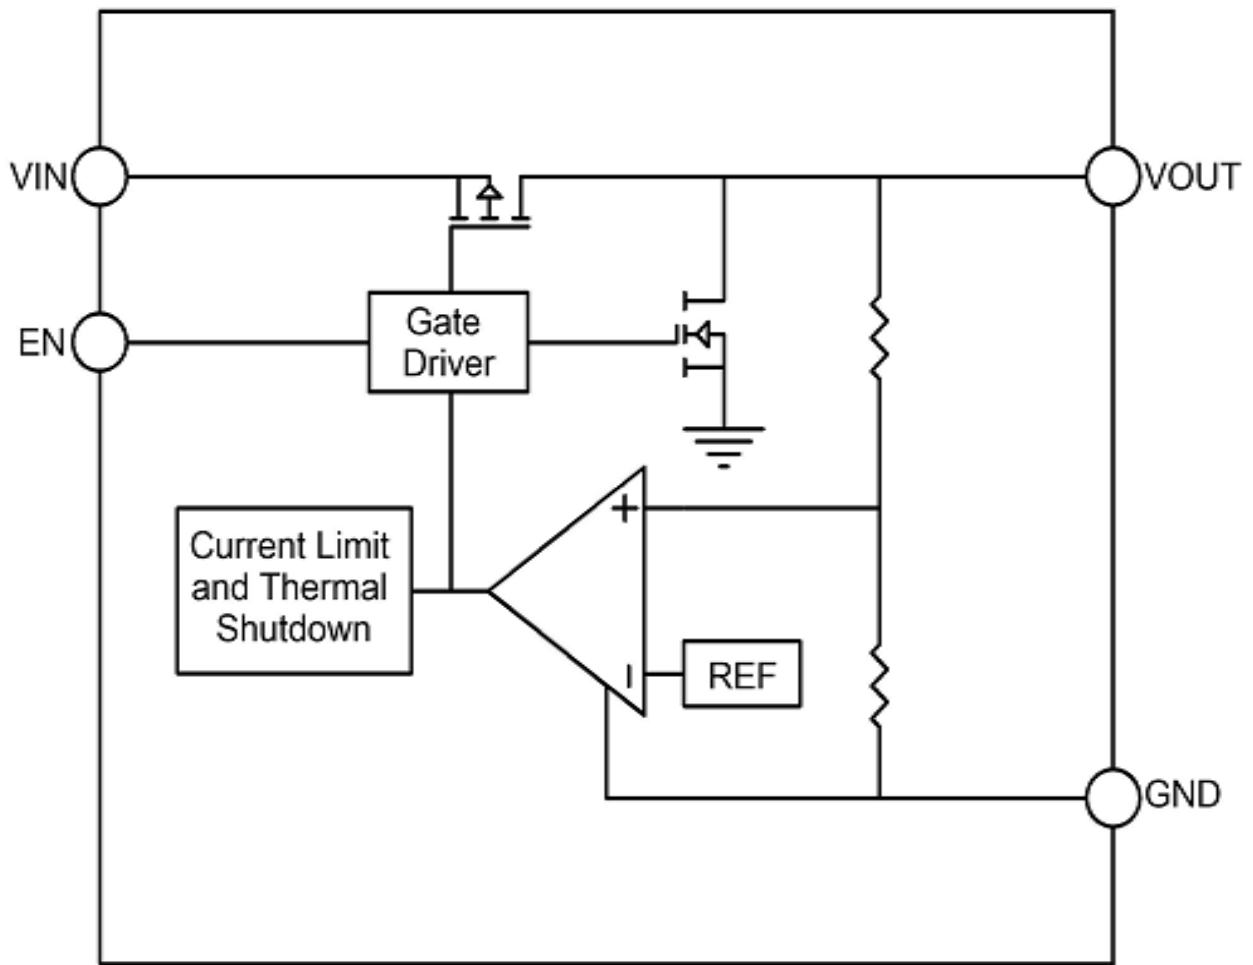 VIN
VOUT
EN
Gate
Driver
+
Current Limit
and Thermal
Shutdown
REF
GND